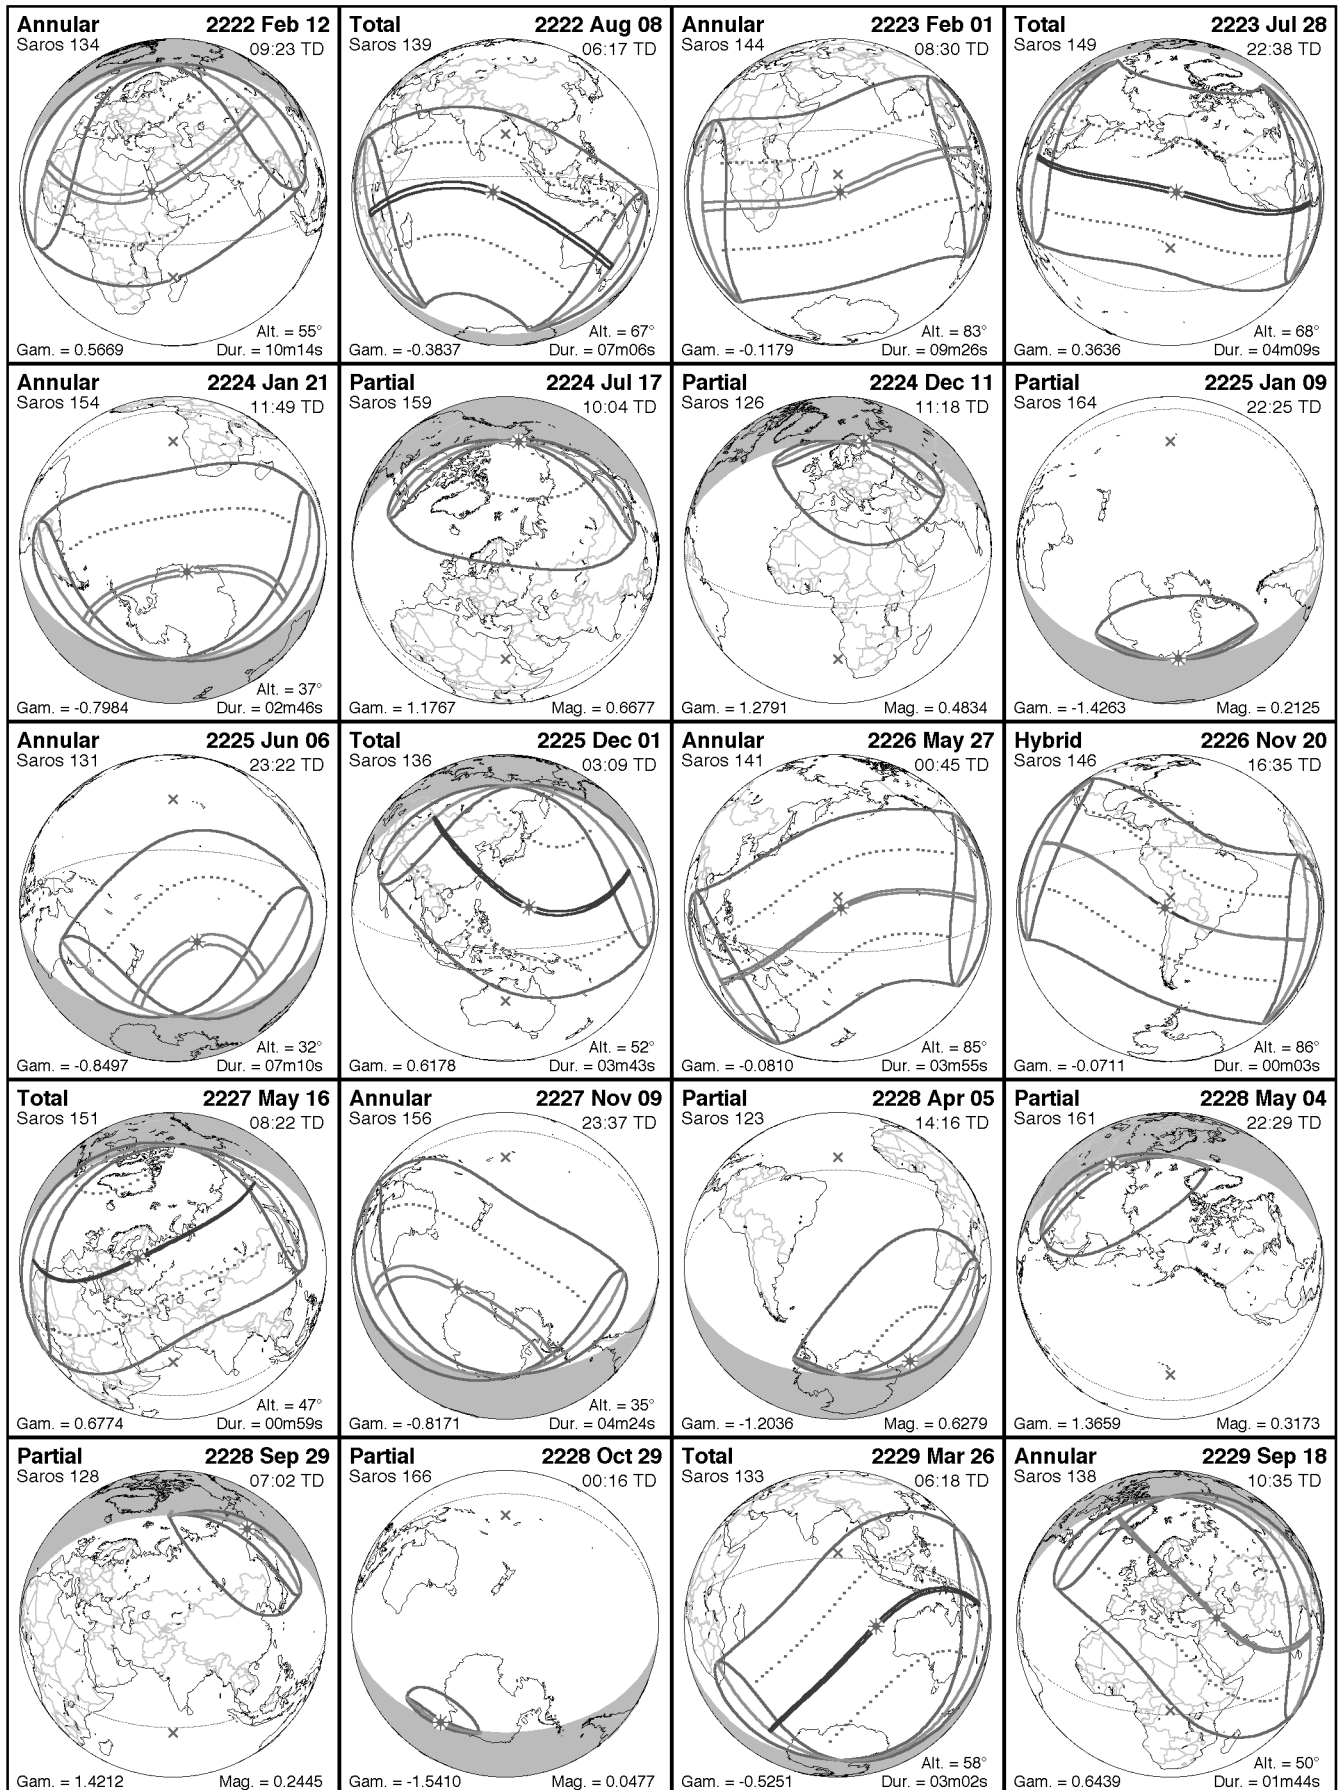 Annular 2222 Feb 12
Saros 134 09:23 TD
Alt. = 55°
Gam. = 0.5669 Dur. = 10m14s
Total 2222 Aug 08
Saros 139 06:17 TD
Alt. = 67°
Gam. = -0.3837 Dur. = 07m06s
Annular 2223 Feb 01
Saros 144 08:30 TD
Alt. = 83°
Gam. = -0.1179 Dur. = 09m26s
Total 2223 Jul 28
Saros 149 22:38 TD
Alt. = 68°
Gam. = 0.3636 Dur. = 04m09s
Annular 2224 Jan 21
Saros 154 11:49 TD
Alt. = 37°
Gam. = -0.7984 Dur. = 02m46s
Partial 2224 Jul 17
Saros 159 10:04 TD
Gam. = 1.1767 Mag. = 0.6677
Partial 2224 Dec 11
Saros 126 11:18 TD
Gam. = 1.2791 Mag. = 0.4834
Partial 2225 Jan 09
Saros 164 22:25 TD
Gam. = -1.4263 Mag. = 0.2125
Annular 2225 Jun 06
Saros 131 23:22 TD
Alt. = 32°
Gam. = -0.8497 Dur. = 07m10s
Total 2225 Dec 01
Saros 136 03:09 TD
Alt. = 52°
Gam. = 0.6178 Dur. = 03m43s
Annular 2226 May 27
Saros 141 00:45 TD
Alt. = 85°
Gam. = -0.0810 Dur. = 03m55s
Hybrid 2226 Nov 20
Saros 146 16:35 TD
Alt. = 86°
Gam. = -0.0711 Dur. = 00m03s
Total 2227 May 16
Saros 151 08:22 TD
Alt. = 47°
Gam. = 0.6774 Dur. = 00m59s
Annular 2227 Nov 09
Saros 156 23:37 TD
Alt. = 35°
Gam. = -0.8171 Dur. = 04m24s
Partial 2228 Apr 05
Saros 123 14:16 TD
Gam. = -1.2036 Mag. = 0.6279
Partial 2228 May 04
Saros 161 22:29 TD
Gam. = 1.3659 Mag. = 0.3173
Partial 2228 Sep 29
Saros 128 07:02 TD
Gam. = 1.4212 Mag. = 0.2445
Partial 2228 Oct 29
Saros 166 00:16 TD
Gam. = -1.5410 Mag. = 0.0477
Total 2229 Mar 26
Saros 133 06:18 TD
Alt. = 58°
Gam. = -0.5251 Dur. = 03m02s
Annular 2229 Sep 18
Saros 138 10:35 TD
Alt. = 50°
Gam. = 0.6439 Dur. = 01m44s